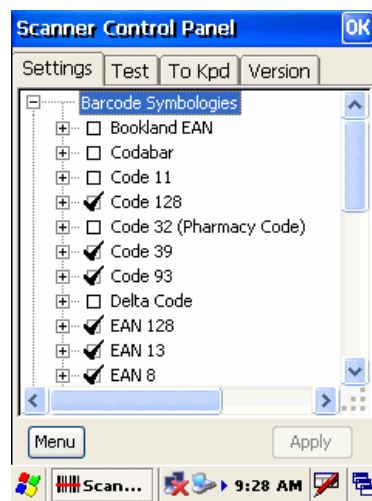 Scanner Control Panel OK
Settings Test To Kpd Version
Barcode Symbologies
Bookland EAN
Codabar
Code 11
Code 128
Code 32 (Pharmacy Code)
Code 39
Code 93
Delta Code
EAN 128
EAN 13
EAN 8
Menu Apply
Scan... 9:28 AM